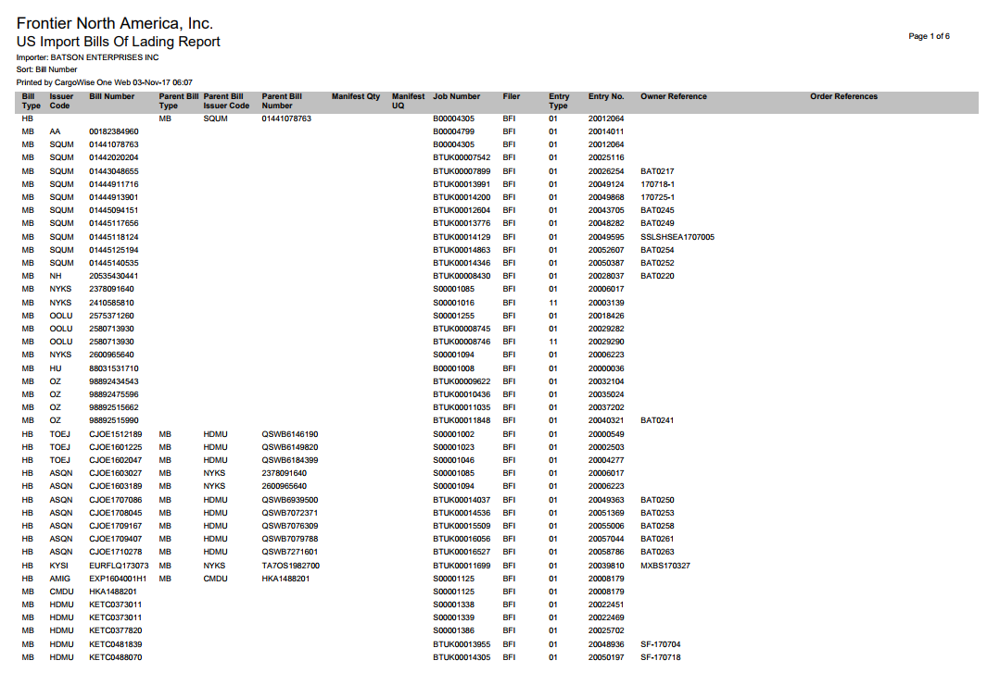 Frontier North America, Inc.
US Import Bills Of Lading Report
Page 1 of 6
Importer: BATSON ENTERPRISES INC
Sort: Bill Number
Printed by CargoWise One Web 03-Nov-17 06:07
Bill Type Issuer Code Bill Number Parent Bill Type Parent Bill Issuer Code Parent Bill Number Manifest Qty Manifest UQ Job Number Filer Entry Type Entry No. Owner Reference Order References
HB MB SQUM 01441078763 B00004305 BFI 01 20012064
MB AA 00182384960 B00004799 BFI 01 20014011
MB SQUM 01441078763 B00004305 BFI 01 20012064
MB SQUM 01442020204 BTUK00007542 BFI 01 20025116
MB SQUM 01443048655 BTUK00007899 BFI 01 20026254 BAT0217
MB SQUM 01444911716 BTUK00013991 BFI 01 20049124 170718-1
MB SQUM 01444913901 BTUK00014200 BFI 01 20049868 170725-1
MB SQUM 01445094151 BTUK00012604 BFI 01 20043705 BAT0245
MB SQUM 01445117656 BTUK00013776 BFI 01 20048282 BAT0249
MB SQUM 01445118124 BTUK00014129 BFI 01 20049595 SSLSHSEA1707005
MB SQUM 01445125194 BTUK00014863 BFI 01 20052607 BAT0254
MB SQUM 01445140535 BTUK00014346 BFI 01 20050387 BAT0252
MB NH 20535430441 BTUK00008430 BFI 01 20028037 BAT0220
MB NYKS 2378091640 S00001085 BFI 01 20006017
MB NYKS 2410585810 S00001016 BFI 11 20003139
MB OOLU 2575371260 S00001255 BFI 01 20018426
MB OOLU 2580713930 BTUK00008745 BFI 01 20029282
MB OOLU 2580713930 BTUK00008746 BFI 11 20029290
MB NYKS 2600965640 S00001094 BFI 01 20006223
MB HU 88031531710 B00001008 BFI 01 20000036
MB OZ 98892434543 BTUK00009622 BFI 01 20032104
MB OZ 98892475596 BTUK00010436 BFI 01 20035024
MB OZ 98892515662 BTUK00011035 BFI 01 20037202
MB OZ 98892515990 BTUK00011848 BFI 01 20040321 BAT0241
HB TOEJ CJOE1512189 MB HDMU QSWB6146190 S00001002 BFI 01 20000549
HB TOEJ CJOE1601225 MB HDMU QSWB6149820 S00001023 BFI 01 20002503
HB TOEJ CJOE1602047 MB HDMU QSWB6184399 S00001046 BFI 01 20004277
HB ASQN CJOE1603027 MB NYKS 2378091640 S00001085 BFI 01 20006017
HB ASQN CJOE1603189 MB NYKS 2600965640 S00001094 BFI 01 20006223
HB ASQN CJOE1707086 MB HDMU QSWB6939500 BTUK00014037 BFI 01 20049363 BAT0250
HB ASQN CJOE1708045 MB HDMU QSWB7072371 BTUK00014536 BFI 01 20051369 BAT0253
HB ASQN CJOE1709167 MB HDMU QSWB7076309 BTUK00015509 BFI 01 20055006 BAT0258
HB ASQN CJOE1709407 MB HDMU QSWB7079788 BTUK00016056 BFI 01 20057044 BAT0261
HB ASQN CJOE1710278 MB HDMU QSWB7271601 BTUK00016527 BFI 01 20058786 BAT0263
HB KYSI EURFLQ173073 MB NYKS TA7OS1982700 BTUK00011699 BFI 01 20039810 MXBS170327
HB AMIG EXP1604001H1 MB CMDU HKA1488201 S00001125 BFI 01 20008179
MB CMDU HKA1488201 S00001125 BFI 01 20008179
MB HDMU KETC0373011 S00001338 BFI 01 20022451
MB HDMU KETC0373011 S00001339 BFI 01 20022469
MB HDMU KETC0377820 S00001386 BFI 01 20025702
MB HDMU KETC0481839 BTUK00013955 BFI 01 20048936 SF-170704
MB HDMU KETC0488070 BTUK00014305 BFI 01 20050197 SF-170718